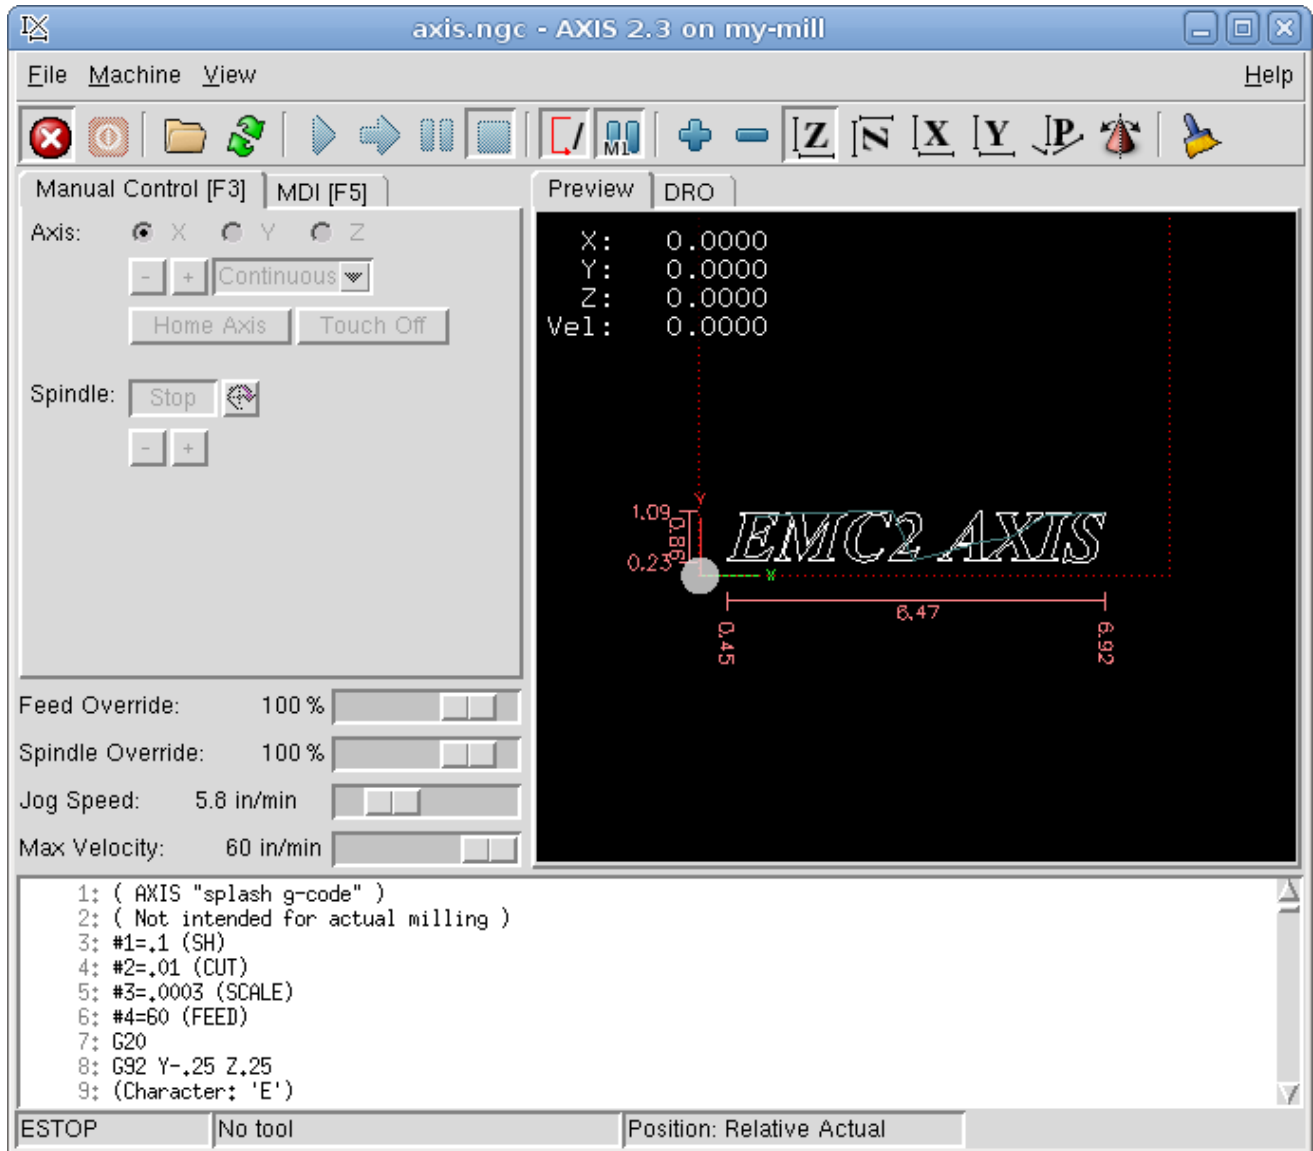 axis.ngc - AXIS 2.3 on my-mill
File Machine View Help
M1 Z N X Y P
Manual Control [F3] MDI [F5]
Axis: X Y Z
- + Continuous
Home Axis Touch Off
Spindle: Stop
- +
Feed Override: 100 %
Spindle Override: 100 %
Jog Speed: 5.8 in/min
Max Velocity: 60 in/min
Preview DRO
X: 0.0000
Y: 0.0000
Z: 0.0000
Vel: 0.0000
Y
1.09
0.86
0.23
EMC2 AXIS
X
6.47
0.45
6.92
1: ( AXIS "splash g-code" )
2: ( Not intended for actual milling )
3: #1=.1 (SH)
4: #2=.01 (CUT)
5: #3=.0003 (SCALE)
6: #4=60 (FEED)
7: G20
8: G92 Y-.25 Z.25
9: (Character: 'E')
ESTOP No tool Position: Relative Actual